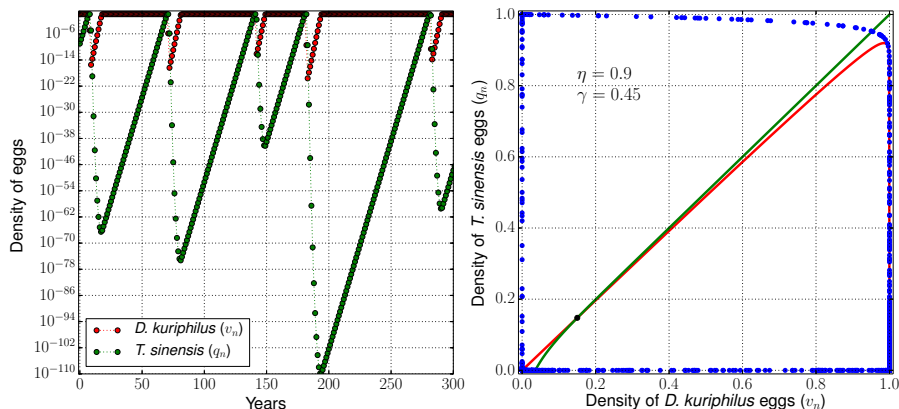 10⁻⁶
10⁻¹⁴
10⁻²²
10⁻³⁰
10⁻³⁸
10⁻⁴⁶
10⁻⁵⁴
10⁻⁶²
10⁻⁷⁰
10⁻⁷⁸
10⁻⁸⁶
10⁻⁹⁴
10⁻¹⁰²
10⁻¹¹⁰
Density of eggs
D. kuriphilus (vₙ)
T. sinensis (qₙ)
0 50 100 150 200 250 300
Years
1.0
0.8
0.6
0.4
0.2
0.0
Density of T. sinensis eggs (qₙ)
η = 0.9
γ = 0.45
0.0 0.2 0.4 0.6 0.8 1.0
Density of D. kuriphilus eggs (vₙ)